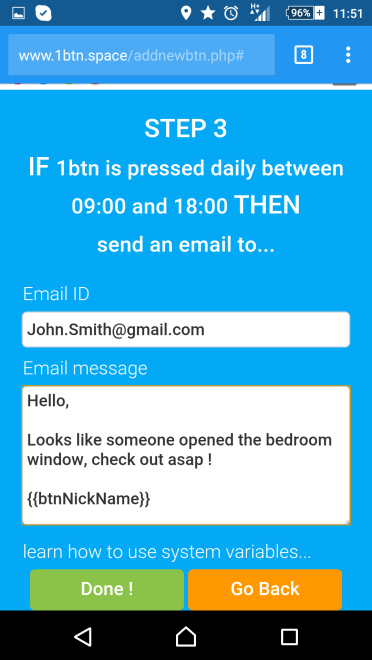 96%
11:51
www.1btn.space/addnewbtn.php#
8
STEP 3
IF 1btn is pressed daily between
09:00 and 18:00 THEN
send an email to...
Email ID
John.Smith@gmail.com
Email message
Hello,
Looks like someone opened the bedroom
window, check out asap !
{{btnNickName}}
learn how to use system variables...
Done !
Go Back